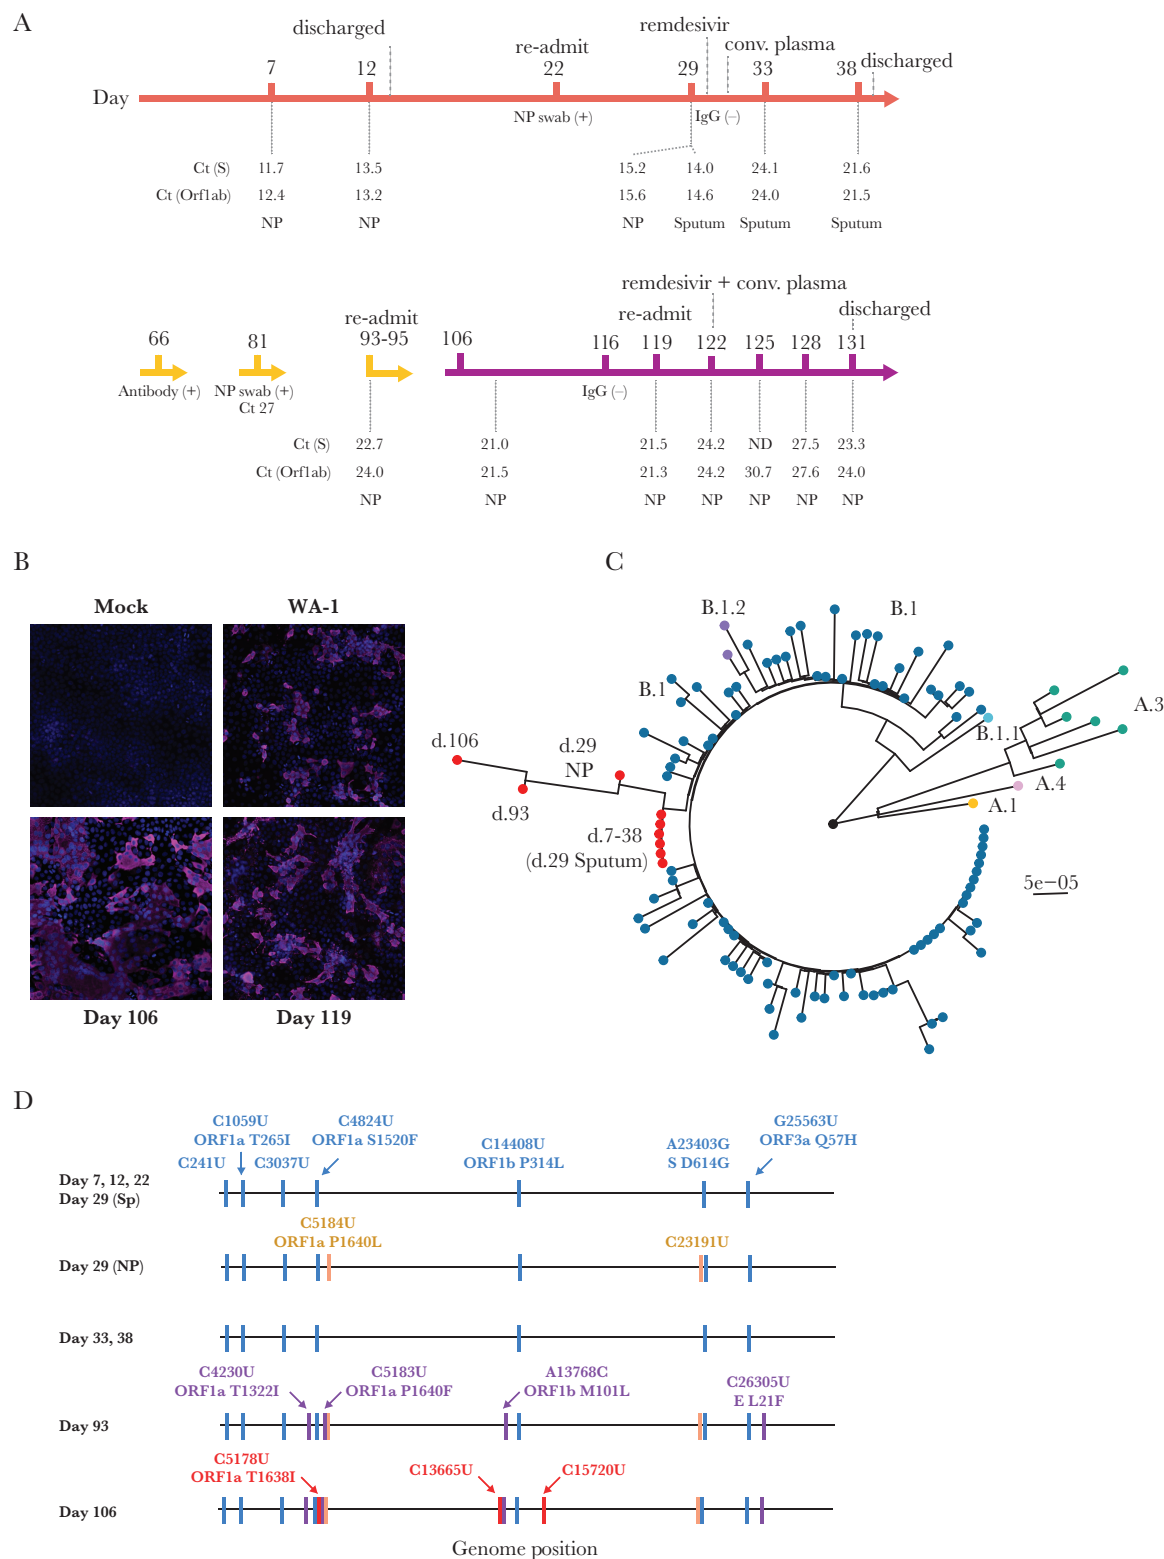 A
discharged
re-admit
remdesivir
conv. plasma
discharged
7
12
22
29
33
38
Day
NP swab (+)
IgG (–)
Ct (S)
11.7
13.5
15.2
14.0
24.1
21.6
Ct (Orf1ab)
12.4
13.2
15.6
14.6
24.0
21.5
NP
NP
NP
Sputum
Sputum
Sputum
remdesivir + conv. plasma
re-admit
re-admit
discharged
66
81
93-95
106
116
119
122
125
128
131
Antibody (+)
NP swab (+)
Ct 27
IgG (–)
Ct (S)
22.7
21.0
21.5
24.2
ND
27.5
23.3
Ct (Orf1ab)
24.0
21.5
21.3
24.2
30.7
27.6
24.0
NP
NP
NP
NP
NP
NP
NP
B
Mock
WA-1
Day 106
Day 119
C
B.1.2
B.1
B.1
A.3
B.1.1
A.4
A.1
d.106
d.29
NP
d.93
d.7-38
(d.29 Sputum)
5e−05
D
C1059U
ORF1a T265I
C4824U
ORF1a S1520F
C241U
C3037U
C14408U
ORF1b P314L
A23403G
S D614G
G25563U
ORF3a Q57H
Day 7, 12, 22
Day 29 (Sp)
C5184U
ORF1a P1640L
C23191U
Day 29 (NP)
Day 33, 38
C4230U
ORF1a T1322I
C5183U
ORF1a P1640F
A13768C
ORF1b M101L
C26305U
E L21F
Day 93
C5178U
ORF1a T1638I
C13665U
C15720U
Day 106
Genome position